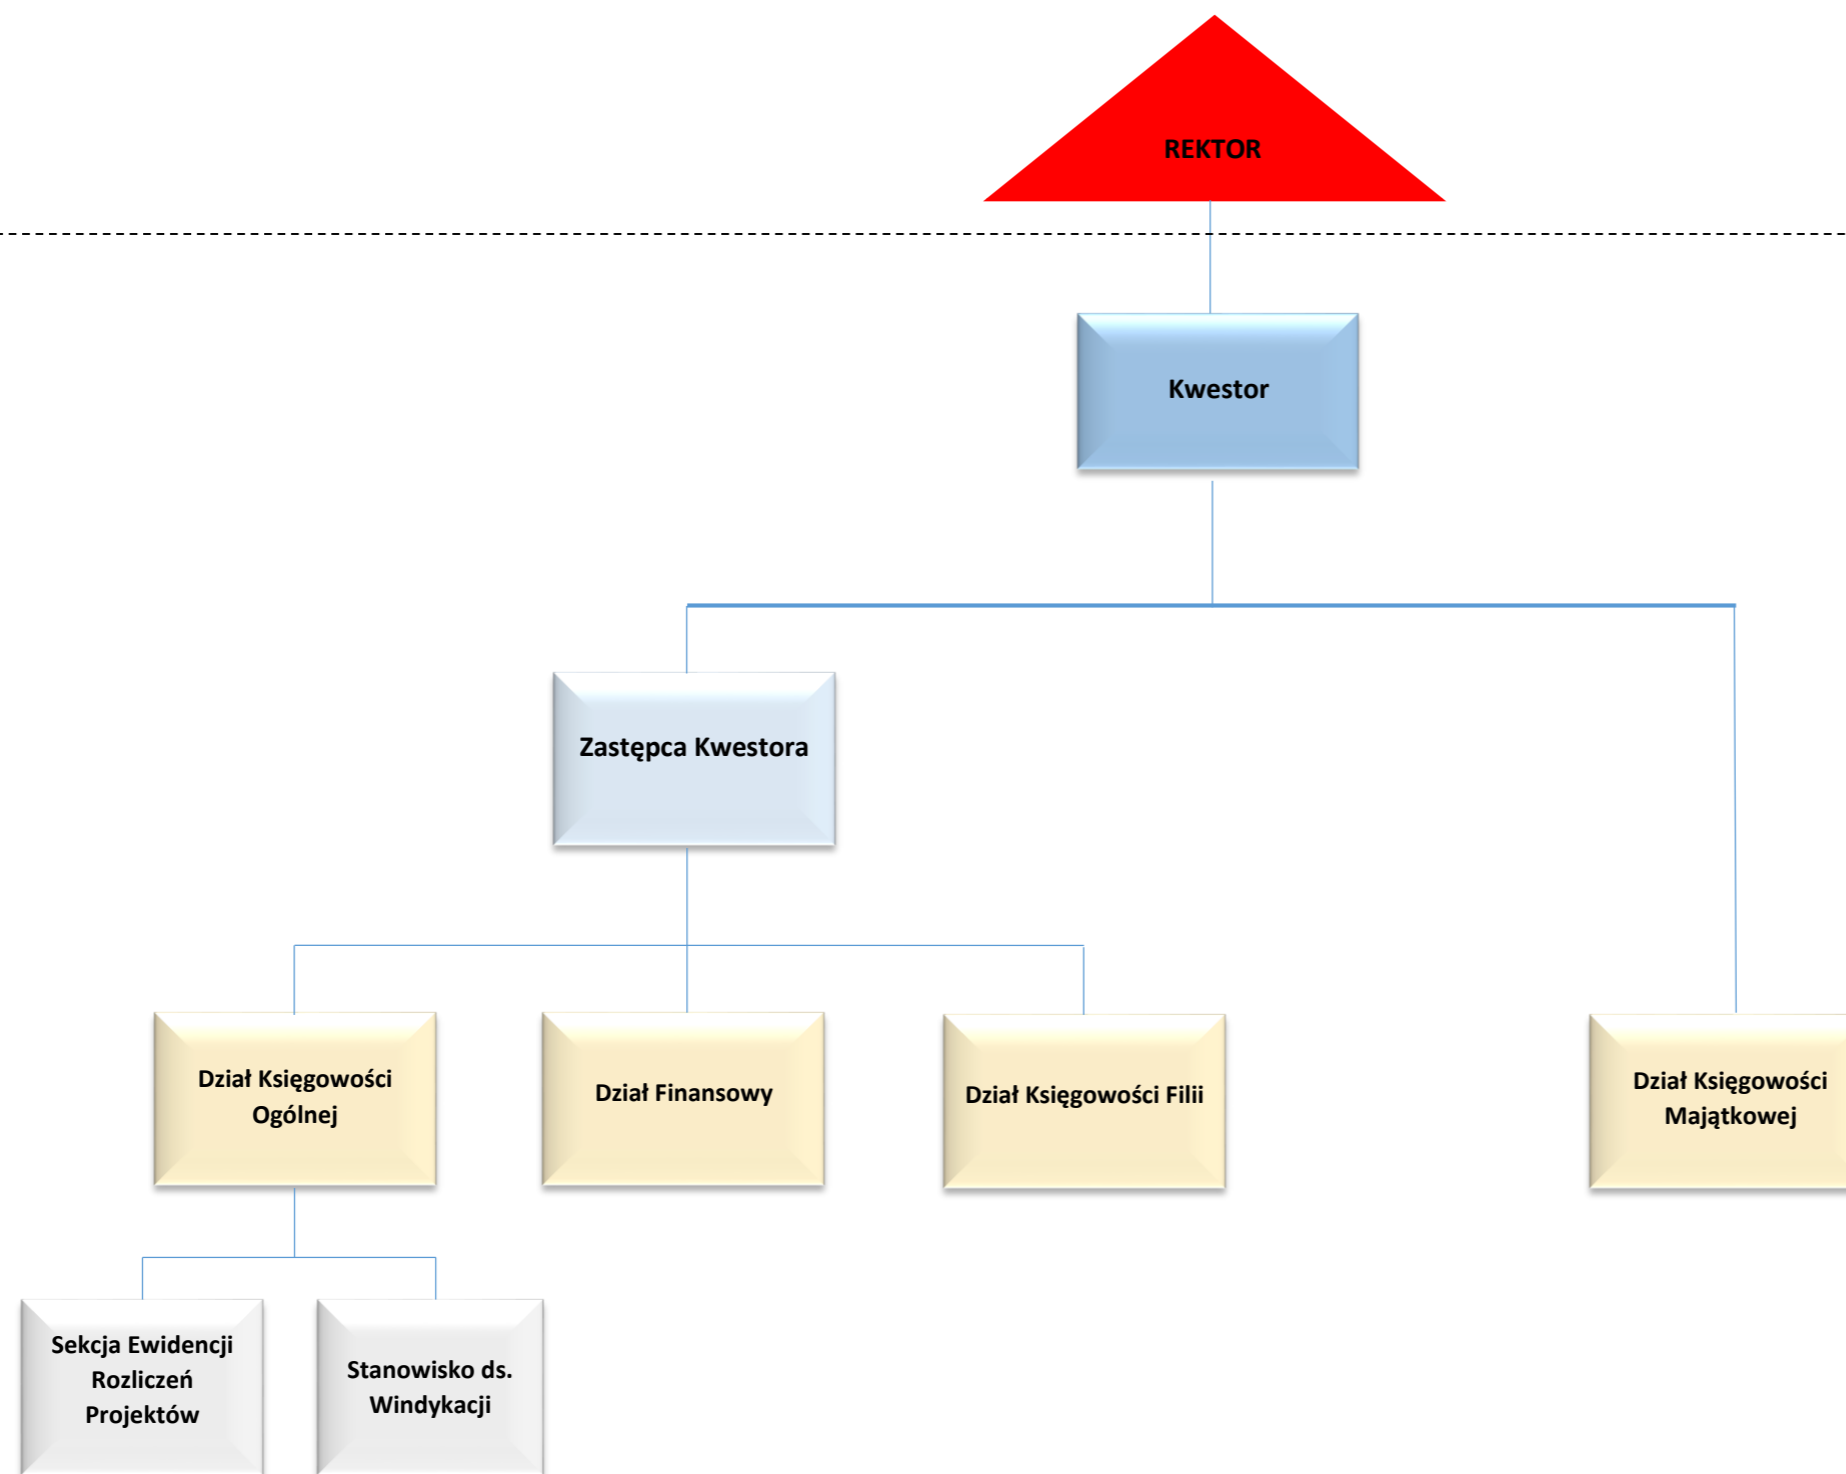 REKTOR
Kwestor
Zastępca Kwestora
Dział Księgowości
Ogólnej
Dział Finansowy
Dział Księgowości Filii
Dział Księgowości
Majątkowej
Sekcja Ewidencji
Rozliczeń
Projektów
Stanowisko ds.
Windykacji